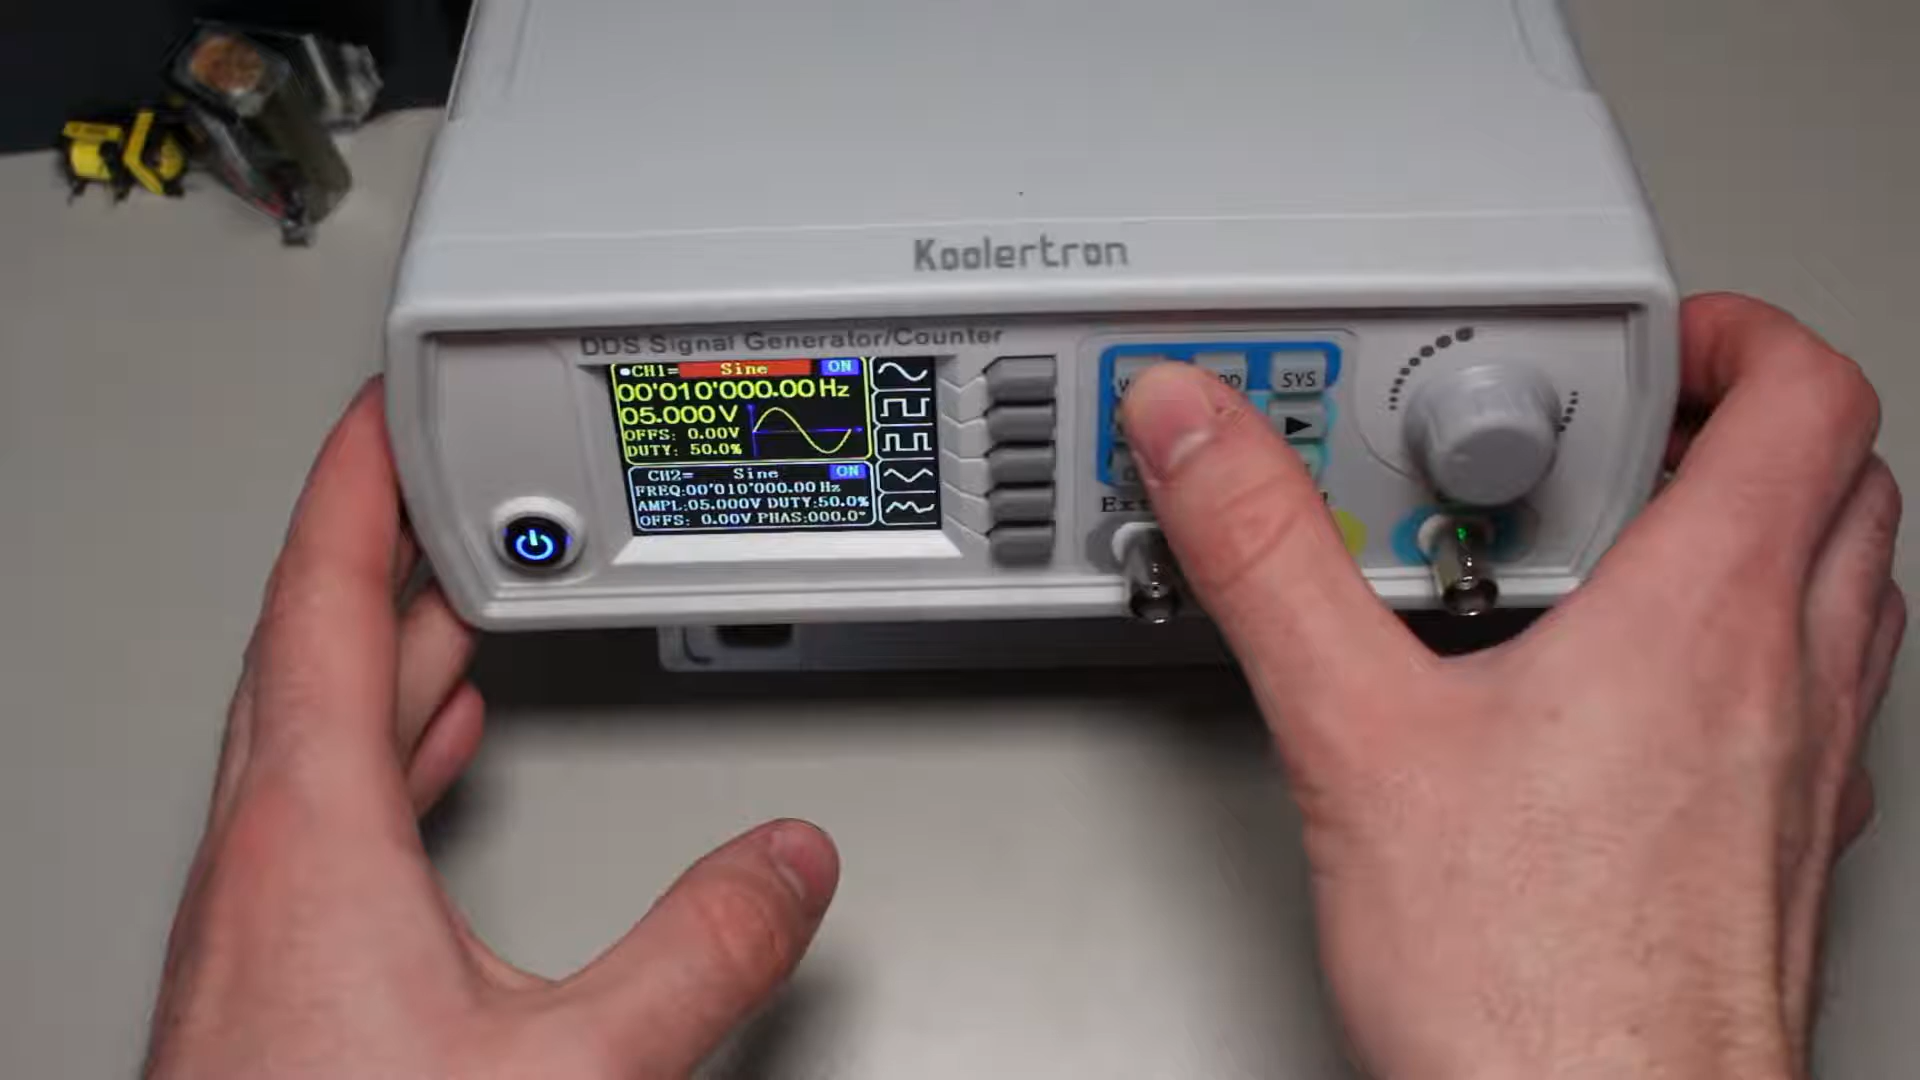 Koolertron
DDS Signal Generator/Counter
CH1= Sine ON
00'010'000.00 Hz
05.000V
OFFS: 0.00V
DUTY: 50.0%
CH2= Sine ON
FREQ:00'010'000.00 Hz
AMPL:05.000V DUTY:50.0%
OFFS: 0.00V PHAS:000.0°
SYS